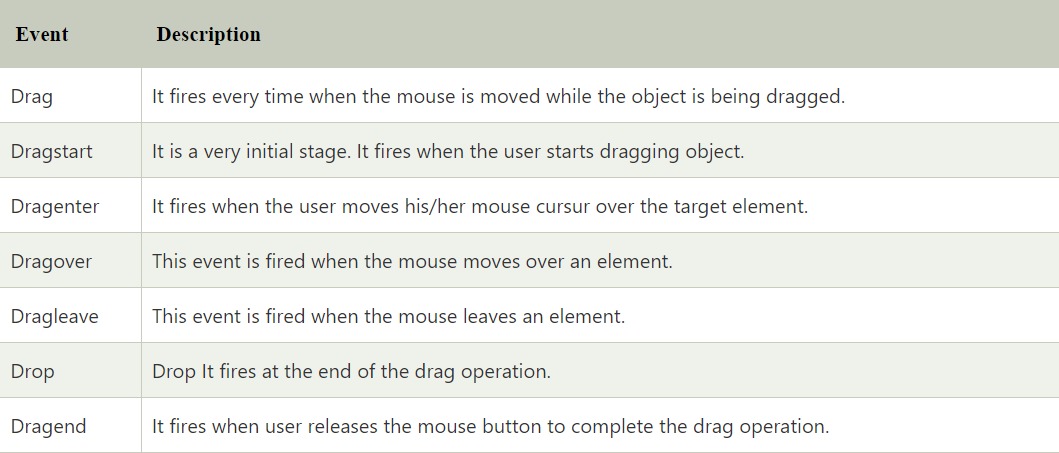 Event Description
Drag It fires every time when the mouse is moved while the object is being dragged.
Dragstart It is a very initial stage. It fires when the user starts dragging object.
Dragenter It fires when the user moves his/her mouse cursur over the target element.
Dragover This event is fired when the mouse moves over an element.
Dragleave This event is fired when the mouse leaves an element.
Drop Drop It fires at the end of the drag operation.
Dragend It fires when user releases the mouse button to complete the drag operation.